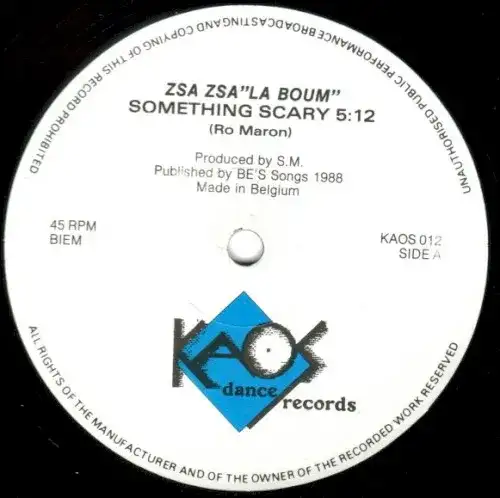 UNAUTHORISED PUBLIC PERFORMANCE BROADCASTING AND COPYING OF THIS RECORD PROHIBITED.
ZSA ZSA"LA BOUM"
SOMETHING SCARY 5:12
(Ro Maron)
Produced by S.M.
Published by BE'S Songs 1988
Made in Belgium
45 RPM
BIEM
KAOS 012
SIDE A
KAOS
dance
records
ALL RIGHTS OF THE MANUFACTURER AND OF THE OWNER OF THE RECORDED WORK RESERVED